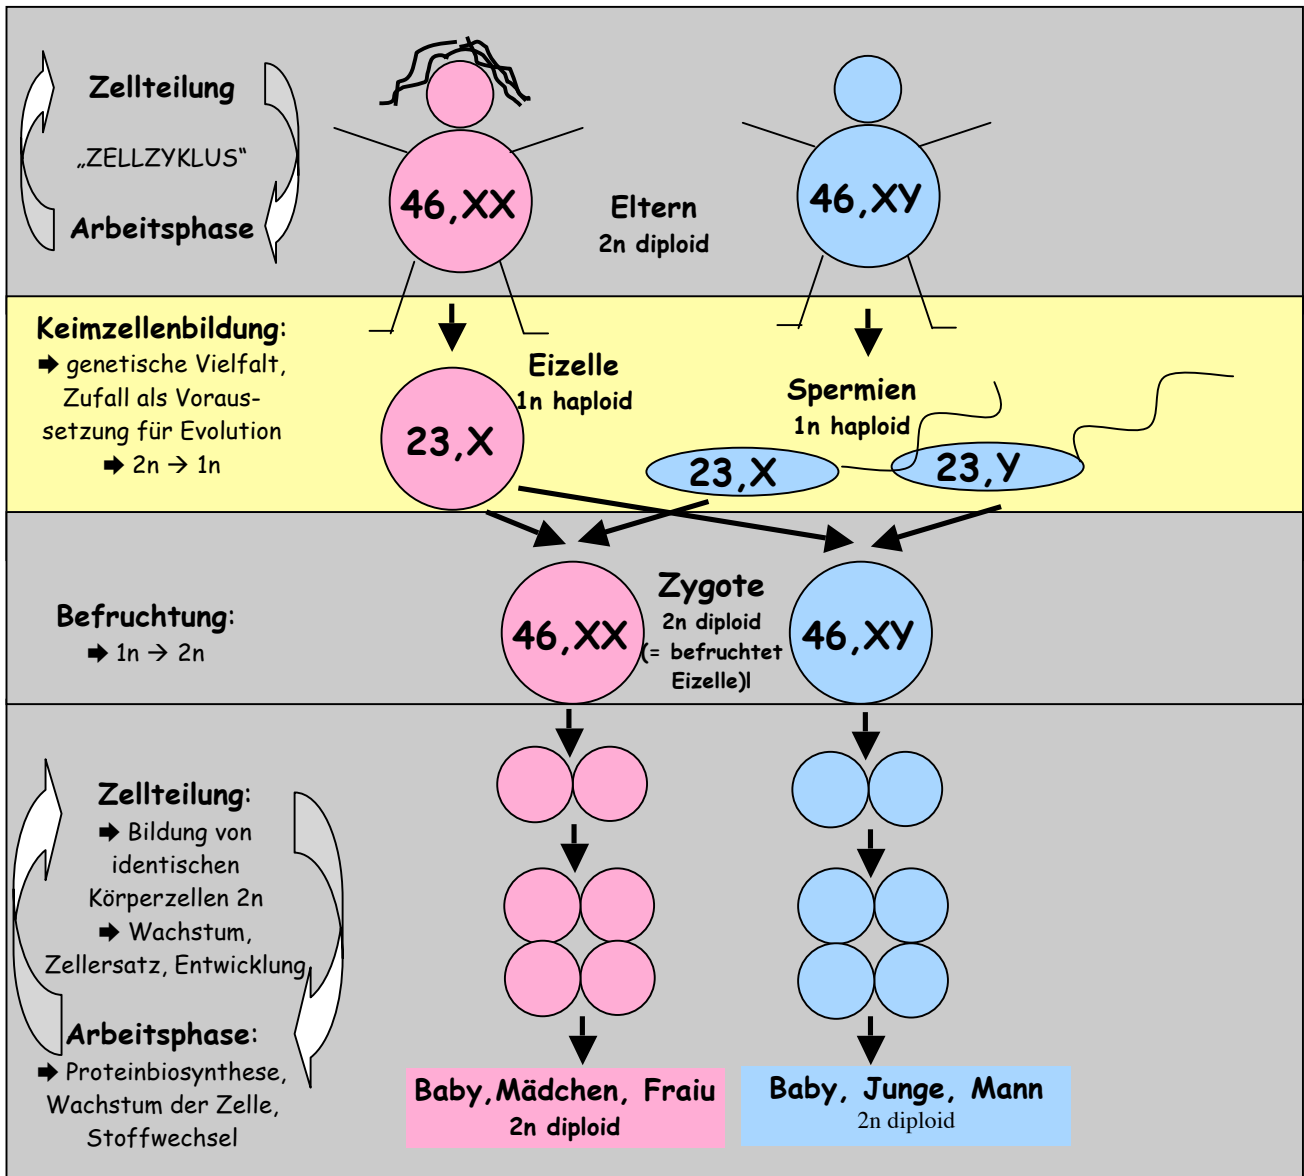 Zellteilung
„ZELLZYKLUS“
Arbeitsphase
46,XX
Eltern
2n diploid
46,XY
Keimzellenbildung:
➨ genetische Vielfalt,
Zufall als Voraus-
setzung für Evolution
➨ 2n → 1n
Eizelle
1n haploid
23,X
Spermien
1n haploid
23,X
23,Y
Befruchtung:
➨ 1n → 2n
46,XX
Zygote
2n diploid
(= befruchtet
Eizelle)l
46,XY
Zellteilung:
➨ Bildung von
identischen
Körperzellen 2n
➨ Wachstum,
Zellersatz, Entwicklung
Arbeitsphase:
➨ Proteinbiosynthese,
Wachstum der Zelle,
Stoffwechsel
Baby,Mädchen, Fraiu
2n diploid
Baby, Junge, Mann
2n diploid